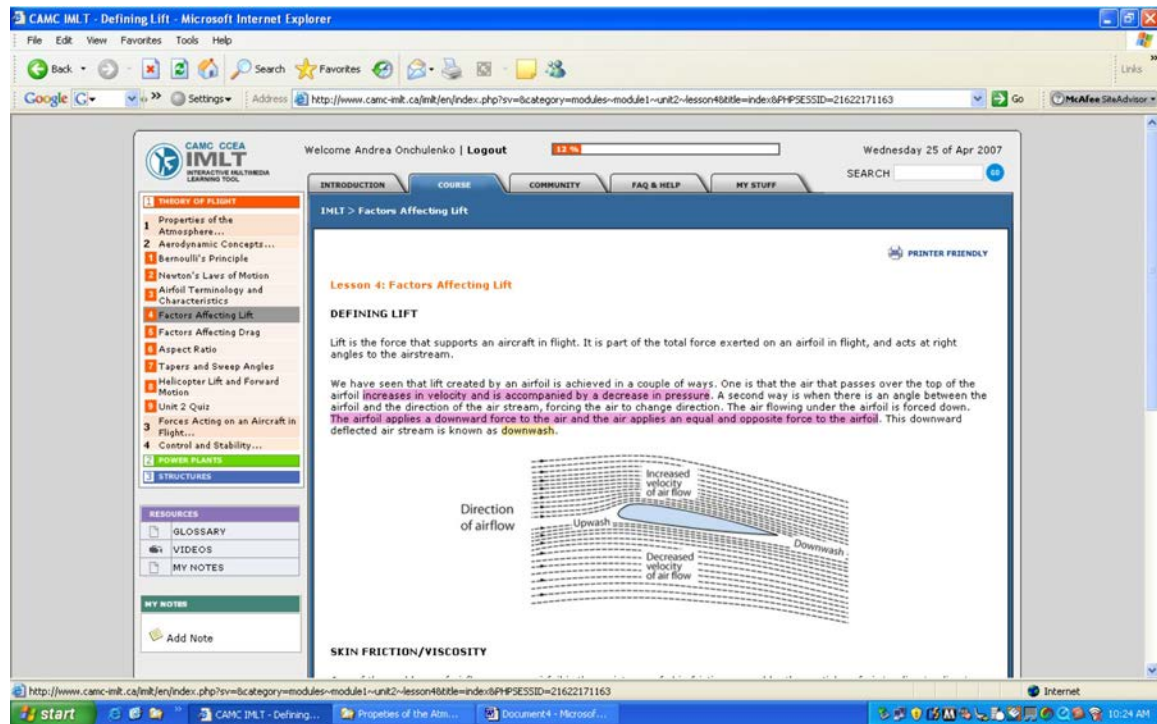 CAMC IMLT - Defining Lift - Microsoft Internet Explorer
File Edit View Favorites Tools Help
Back Search Favorites Links
Google G Settings Address http://www.camc-imlt.ca/imlt/en/index.php?sv=&category=modules~module1~unit2~lesson4&title=index&PHPSESSID=21622171163 Go McAfee SiteAdvisor
CAMC CCEA
IMLT
INTERACTIVE MULTIMEDIA
LEARNING TOOL
Welcome Andrea Onchulenko | Logout 12 % Wednesday 25 of Apr 2007
SEARCH GO
INTRODUCTION COURSE COMMUNITY FAQ & HELP MY STUFF
1 THEORY OF FLIGHT
1 Properties of the
Atmosphere...
2 Aerodynamic Concepts...
1 Bernoulli's Principle
2 Newton's Laws of Motion
3 Airfoil Terminology and
Characteristics
4 Factors Affecting Lift
5 Factors Affecting Drag
6 Aspect Ratio
7 Tapers and Sweep Angles
8 Helicopter Lift and Forward
Motion
9 Unit 2 Quiz
3 Forces Acting on an Aircraft in
Flight...
4 Control and Stability...
2 POWER PLANTS
3 STRUCTURES
RESOURCES
GLOSSARY
VIDEOS
MY NOTES
MY NOTES
Add Note
IMLT > Factors Affecting Lift
PRINTER FRIENDLY
Lesson 4: Factors Affecting Lift
DEFINING LIFT
Lift is the force that supports an aircraft in flight. It is part of the total force exerted on an airfoil in flight, and acts at right
angles to the airstream.
We have seen that lift created by an airfoil is achieved in a couple of ways. One is that the air that passes over the top of the
airfoil increases in velocity and is accompanied by a decrease in pressure. A second way is when there is an angle between the
airfoil and the direction of the air stream, forcing the air to change direction. The air flowing under the airfoil is forced down.
The airfoil applies a downward force to the air and the air applies an equal and opposite force to the airfoil. This downward
deflected air stream is known as downwash.
Increased
velocity
of air flow
Direction
of airflow
Upwash
Downwash
Decreased
velocity
of air flow
SKIN FRICTION/VISCOSITY
http://www.camc-imlt.ca/imlt/en/index.php?sv=&category=modules~module1~unit2~lesson4&title=index&PHPSESSID=21622171163 Internet
start CAMC IMLT - Defining... Propeties of the Atm... Document4 - Microsof... 10:24 AM